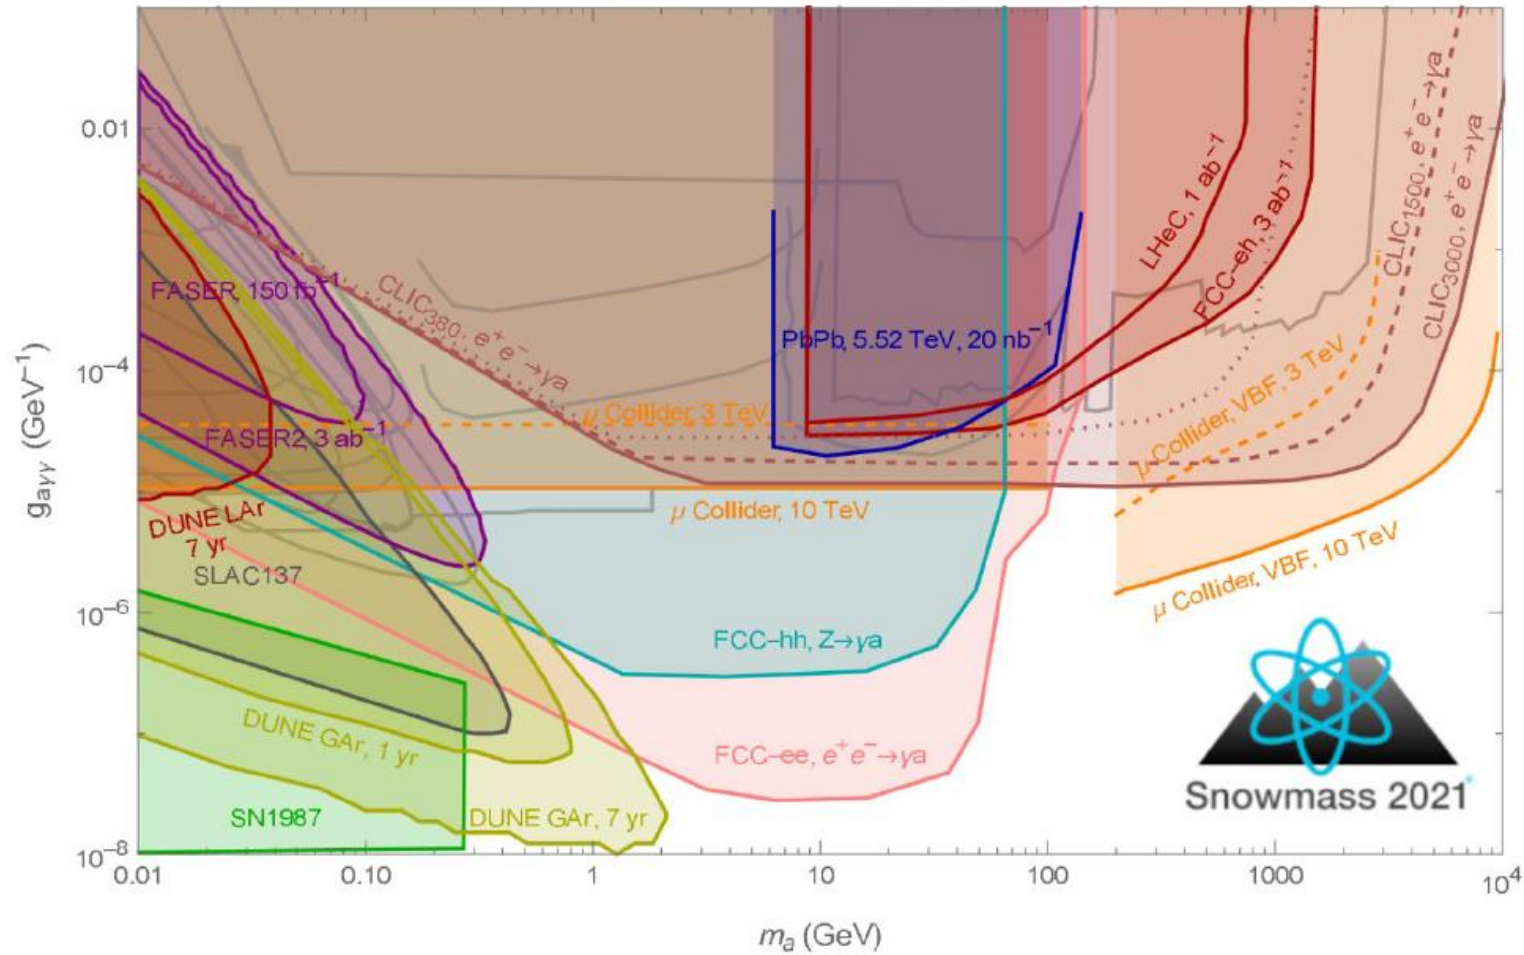 0.01
10⁻⁴
10⁻⁶
10⁻⁸
g_aγγ (GeV⁻¹)
FASER, 150 fb⁻¹
CLIC₃₈₀, e⁺e⁻→γa
PbPb, 5.52 TeV, 20 nb⁻¹
LHeC, 1 ab⁻¹
FCC–eh, 3 ab⁻¹
CLIC₁₅₀₀, e⁺e⁻→γa
CLIC₃₀₀₀, e⁺e⁻→γa
μ Collider, 3 TeV
μ Collider, VBF, 3 TeV
FASER2, 3 ab⁻¹
μ Collider, 10 TeV
DUNE LAr
7 yr
SLAC137
μ Collider, VBF, 10 TeV
FCC–hh, Z→γa
DUNE GAr, 1 yr
FCC–ee, e⁺e⁻→γa
SN1987
DUNE GAr, 7 yr
Snowmass 2021
0.01 0.10 1 10 100 1000 10⁴
m_a (GeV)